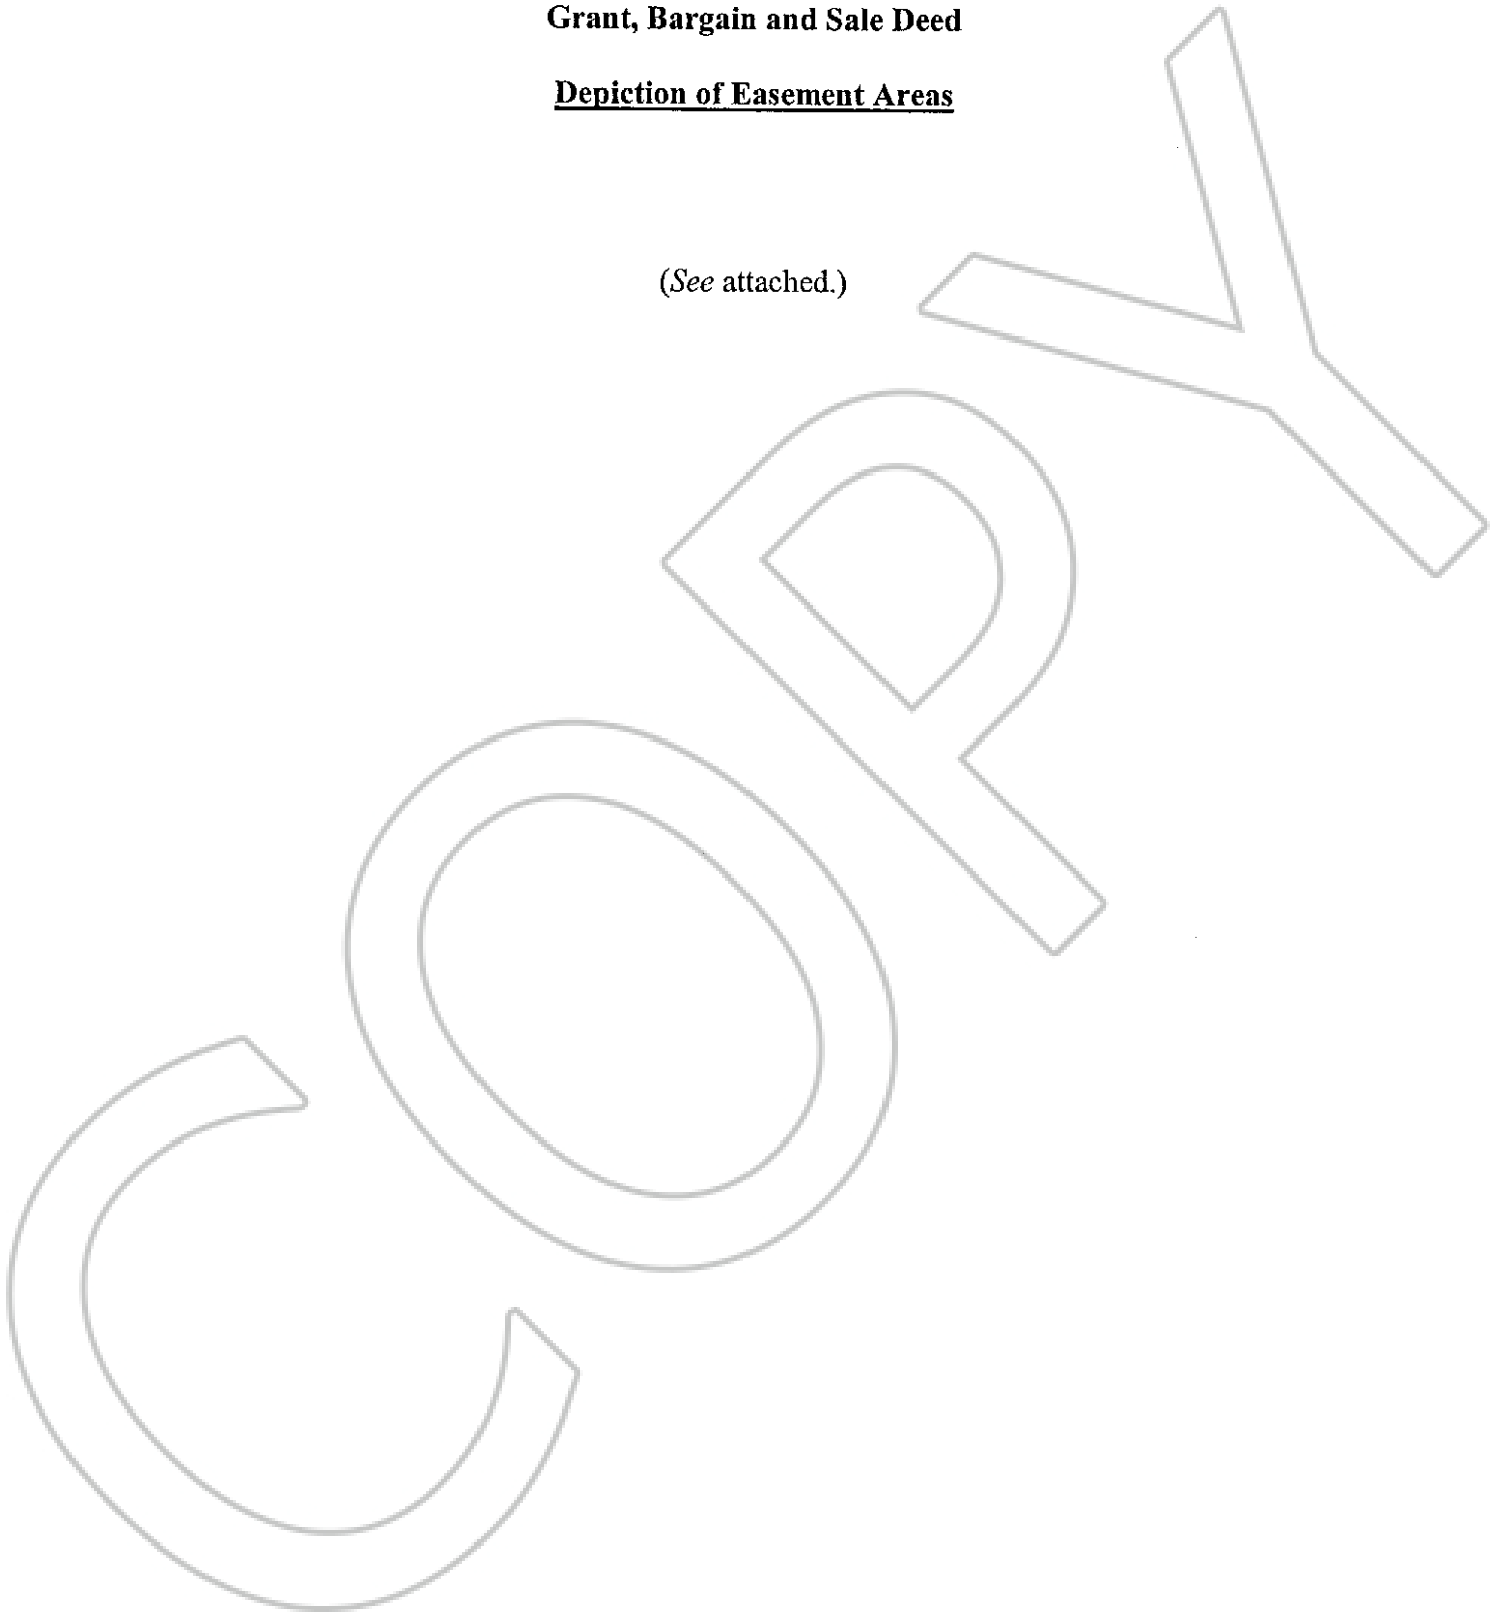 Grant, Bargain and Sale Deed
Depiction of Easement Areas
(See attached.)
COPY